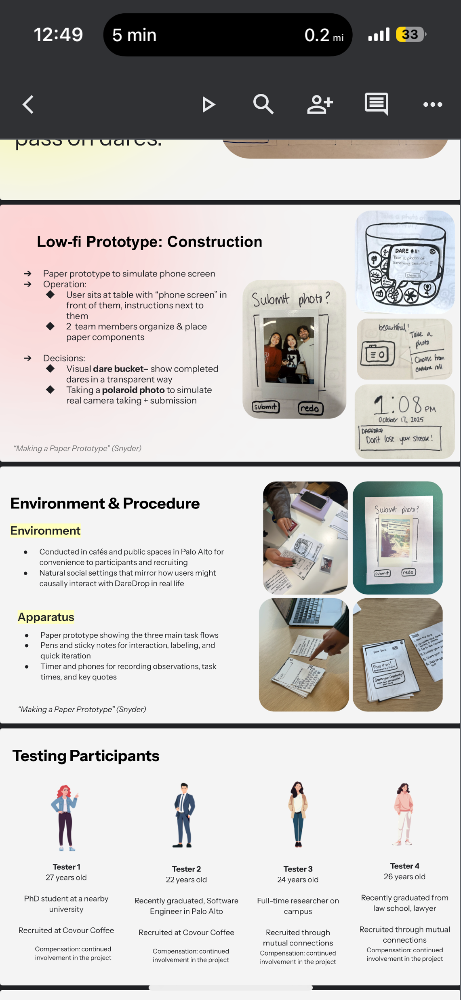 12:49
5 min
0.2 mi
33
pass on dares.
Low-fi Prototype: Construction
➔ Paper prototype to simulate phone screen
➔ Operation:
◆ User sits at table with “phone screen” in
front of them, instructions next to
them
◆ 2 team members organize & place
paper components
➔ Decisions:
◆ Visual dare bucket– show completed
dares in a transparent way
◆ Taking a polaroid photo to simulate
real camera taking + submission
“Making a Paper Prototype” (Snyder)
Submit photo?
submit
redo
DARE #11:
Take a photo of
something beautiful!
Details
beautiful!
Take a
photo
Choose from
camera roll
1:08 PM
October 17, 2025
DAREDROP
Don't lose your streak!
Environment & Procedure
Environment
● Conducted in cafés and public spaces in Palo Alto for
convenience to participants and recruiting
● Natural social settings that mirror how users might
causally interact with DareDrop in real life
Apparatus
● Paper prototype showing the three main task flows
● Pens and sticky notes for interaction, labeling, and
quick iteration
● Timer and phones for recording observations, task
times, and key quotes
“Making a Paper Prototype” (Snyder)
Submit photo?
submit
redo
Share Dare
Pass it on!
Share your Creativity!
share how you completed
your dare
Tasks
1. open the dare
Testing Participants
Tester 1
27 years old
PhD student at a nearby
university
Recruited at Covour Coffee
Compensation: continued
involvement in the project
Tester 2
22 years old
Recently graduated, Software
Engineer in Palo Alto
Recruited at Covour Coffee
Compensation: continued
involvement in the project
Tester 3
24 years old
Full-time researcher on
campus
Recruited through
mutual connections
Compensation: continued
involvement in the project
Tester 4
26 years old
Recently graduated from
law school, lawyer
Recruited through mutual
connections
Compensation: continued
involvement in the project